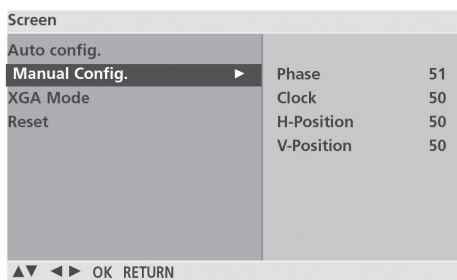 Screen
Auto config.
Manual Config. ►
XGA Mode
Reset
Phase 51
Clock 50
H-Position 50
V-Position 50
▲▼ ◄► OK RETURN